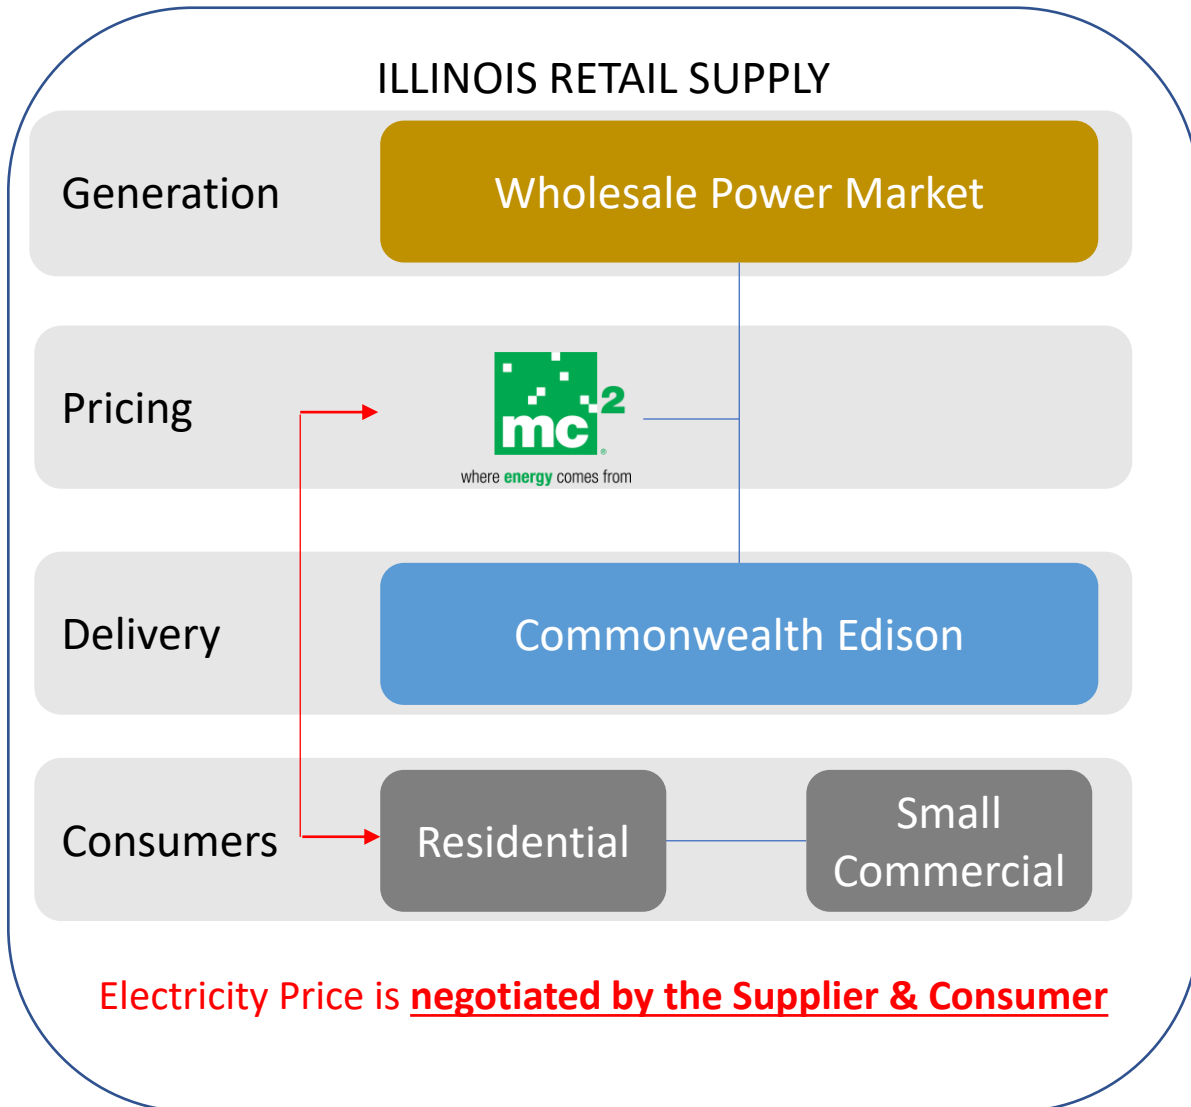 ILLINOIS RETAIL SUPPLY
Generation
Wholesale Power Market
Pricing
mc2®
where energy comes from
Delivery
Commonwealth Edison
Consumers
Residential
Small
Commercial
Electricity Price is negotiated by the Supplier & Consumer